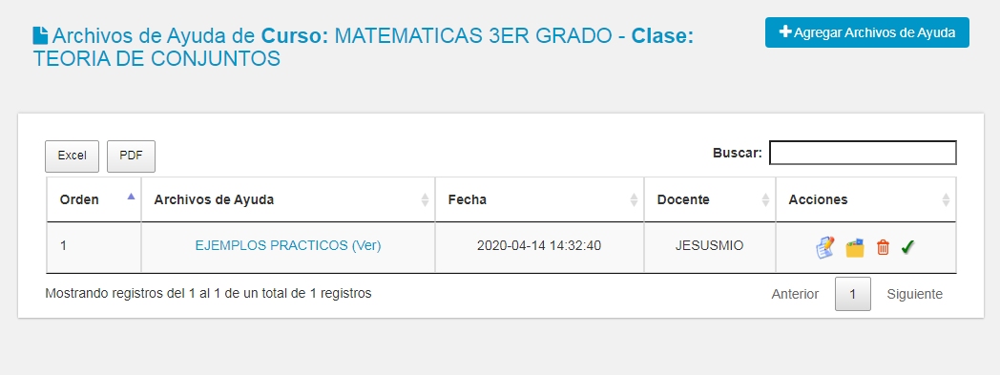 Archivos de Ayuda de Curso: MATEMATICAS 3ER GRADO - Clase:
TEORIA DE CONJUNTOS
Agregar Archivos de Ayuda
Excel PDF Buscar:
Orden Archivos de Ayuda Fecha Docente Acciones
1 EJEMPLOS PRACTICOS (Ver) 2020-04-14 14:32:40 JESUSMIO
Mostrando registros del 1 al 1 de un total de 1 registros
Anterior 1 Siguiente